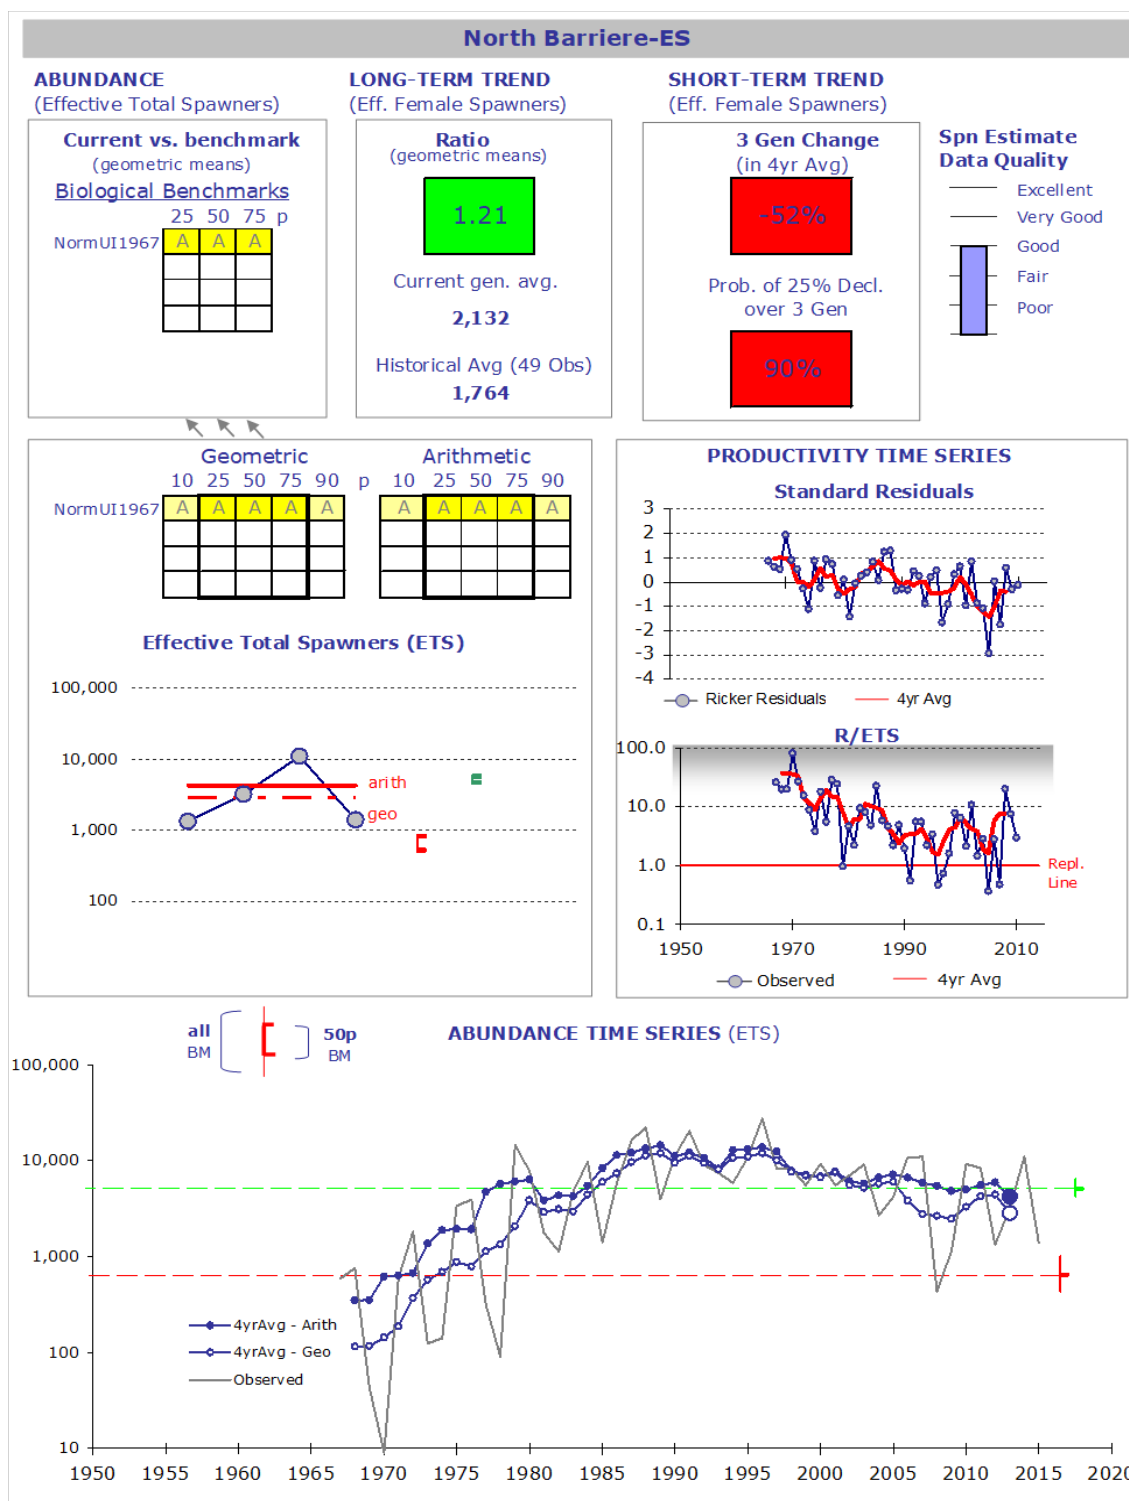 North Barriere-ES
ABUNDANCE
(Effective Total Spawners)
LONG-TERM TREND
(Eff. Female Spawners)
SHORT-TERM TREND
(Eff. Female Spawners)
Current vs. benchmark
(geometric means)
Biological Benchmarks
25 50 75 p
NormUI1967 A A A
Ratio
(geometric means)
1.21
Current gen. avg.
2,132
Historical Avg (49 Obs)
1,764
3 Gen Change
(in 4yr Avg)
-52%
Prob. of 25% Decl.
over 3 Gen
90%
Spn Estimate
Data Quality
Excellent
Very Good
Good
Fair
Poor
Geometric Arithmetic
10 25 50 75 90 p 10 25 50 75 90
NormUI1967 A A A A A A A A A A
Effective Total Spawners (ETS)
100,000
10,000
1,000
100
arith
geo
PRODUCTIVITY TIME SERIES
Standard Residuals
3
2
1
0
-1
-2
-3
-4
Ricker Residuals 4yr Avg
R/ETS
100.0
10.0
1.0
0.1
Repl.
Line
1950 1970 1990 2010
Observed 4yr Avg
all
BM
50p
BM
ABUNDANCE TIME SERIES (ETS)
100,000
10,000
1,000
100
10
4yrAvg - Arith
4yrAvg - Geo
Observed
1950 1955 1960 1965 1970 1975 1980 1985 1990 1995 2000 2005 2010 2015 2020